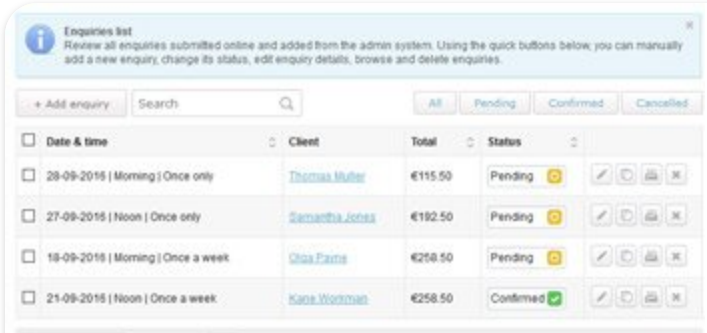 Enquiries list
Review all enquiries submitted online and added from the admin system. Using the quick buttons below, you can manually
add a new enquiry, change its status, edit enquiry details, browse and delete enquiries.
+ Add enquiry Search All Pending Confirmed Cancelled
Date & time Client Total Status
28-09-2016 | Morning | Once only Thomas Muller €115.50 Pending
27-09-2016 | Noon | Once only Samantha Jones €192.50 Pending
18-09-2016 | Morning | Once a week Olga Payne €258.50 Pending
21-09-2016 | Noon | Once a week Kane Workman €258.50 Confirmed